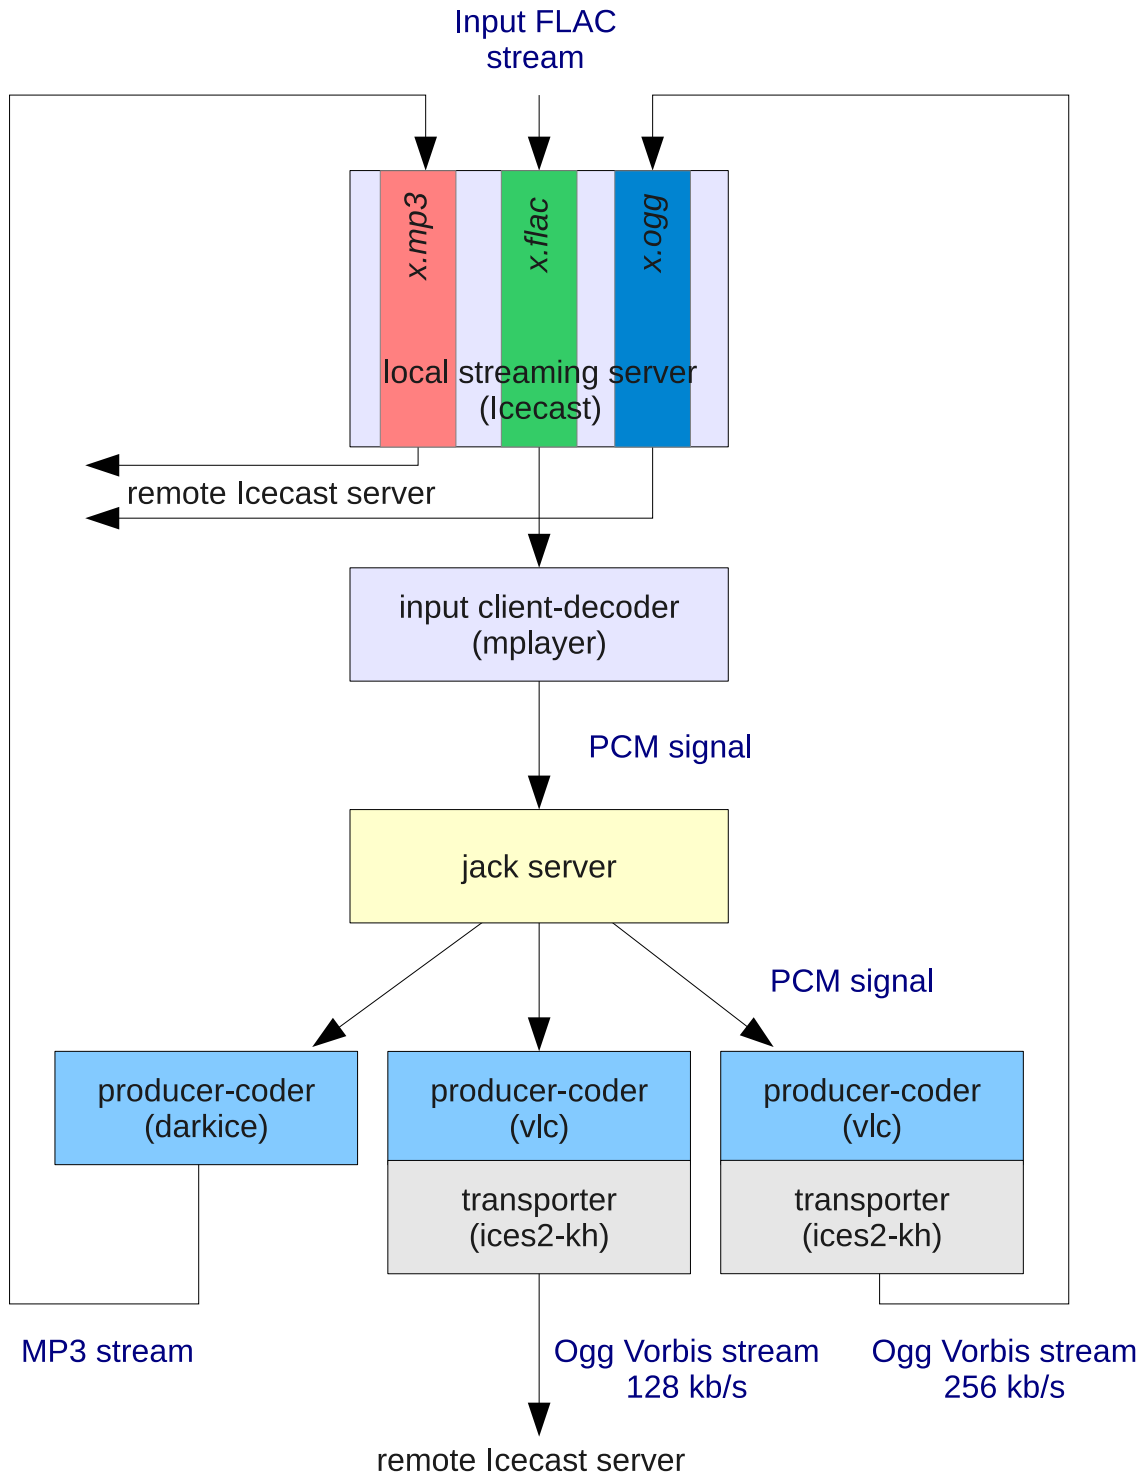 Input FLAC
stream
x.mp3
x.flac
x.ogg
local streaming server
(Icecast)
remote Icecast server
input client-decoder
(mplayer)
PCM signal
jack server
PCM signal
producer-coder
(darkice)
producer-coder
(vlc)
producer-coder
(vlc)
transporter
(ices2-kh)
transporter
(ices2-kh)
MP3 stream
Ogg Vorbis stream
128 kb/s
Ogg Vorbis stream
256 kb/s
remote Icecast server